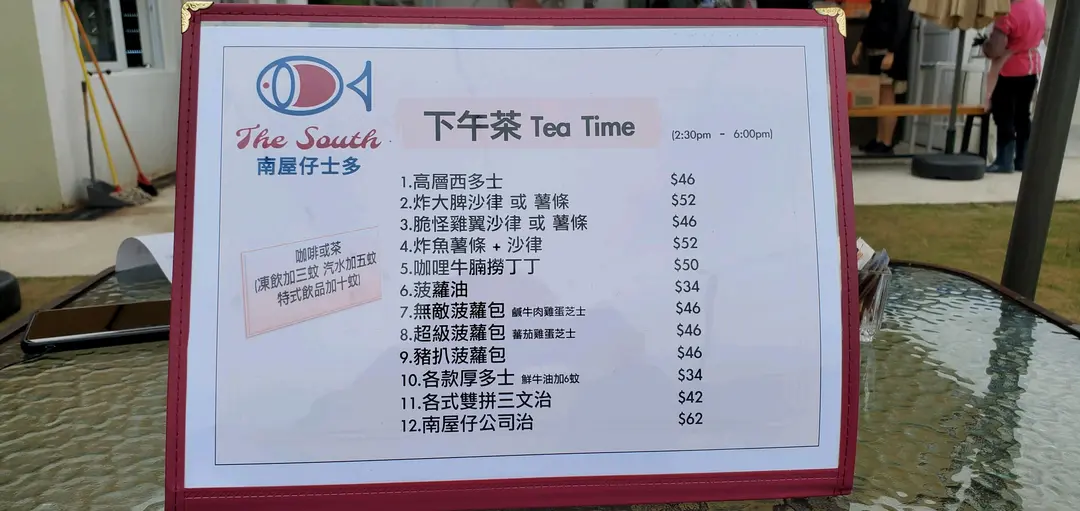 The South
南屋仔士多
下午茶 Tea Time (2:30pm - 6:00pm)
咖啡或茶
(凍飲加三蚊 汽水加五蚊
特式飲品加十蚊)
1.高層西多士 $46
2.炸大脾沙律 或 薯條 $52
3.脆怪雞翼沙律 或 薯條 $46
4.炸魚薯條 + 沙律 $52
5.咖哩牛腩撈丁丁 $50
6.菠蘿油 $34
7.無敵菠蘿包 鹹牛肉雞蛋芝士 $46
8.超級菠蘿包 蕃茄雞蛋芝士 $46
9.豬扒菠蘿包 $46
10.各款厚多士 鮮牛油加6蚊 $34
11.各式雙拼三文治 $42
12.南屋仔公司治 $62